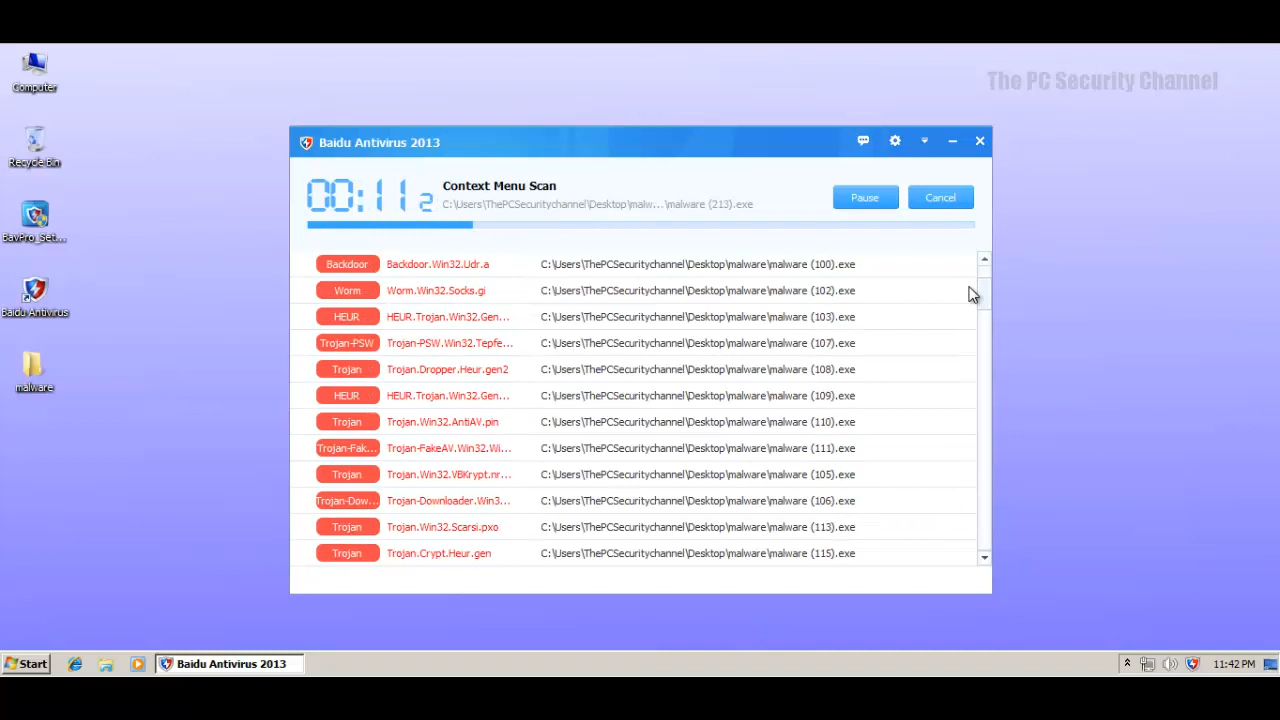 The PC Security Channel
Computer
Recycle Bin
BavPro_Set...
Baidu Antivirus
malware
Baidu Antivirus 2013
00:11 2
Context Menu Scan
C:\Users\ThePCSecuritychannel\Desktop\malw...\malware (213).exe
Pause
Cancel
Backdoor Backdoor.Win32.Udr.a C:\Users\ThePCSecuritychannel\Desktop\malware\malware (100).exe
Worm Worm.Win32.Socks.gi C:\Users\ThePCSecuritychannel\Desktop\malware\malware (102).exe
HEUR HEUR.Trojan.Win32.Gen... C:\Users\ThePCSecuritychannel\Desktop\malware\malware (103).exe
Trojan-PSW Trojan-PSW.Win32.Tepfe... C:\Users\ThePCSecuritychannel\Desktop\malware\malware (107).exe
Trojan Trojan.Dropper.Heur.gen2 C:\Users\ThePCSecuritychannel\Desktop\malware\malware (108).exe
HEUR HEUR.Trojan.Win32.Gen... C:\Users\ThePCSecuritychannel\Desktop\malware\malware (109).exe
Trojan Trojan.Win32.AntiAV.pin C:\Users\ThePCSecuritychannel\Desktop\malware\malware (110).exe
Trojan-Fak... Trojan-FakeAV.Win32.Wi... C:\Users\ThePCSecuritychannel\Desktop\malware\malware (111).exe
Trojan Trojan.Win32.VBKrypt.nr... C:\Users\ThePCSecuritychannel\Desktop\malware\malware (105).exe
Trojan-Dow... Trojan-Downloader.Win3... C:\Users\ThePCSecuritychannel\Desktop\malware\malware (106).exe
Trojan Trojan.Win32.Scarsi.pxo C:\Users\ThePCSecuritychannel\Desktop\malware\malware (113).exe
Trojan Trojan.Crypt.Heur.gen C:\Users\ThePCSecuritychannel\Desktop\malware\malware (115).exe
Start
Baidu Antivirus 2013
11:42 PM